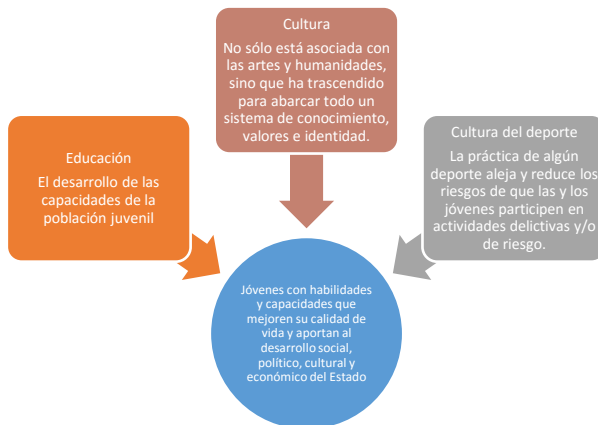 Cultura
No sólo está asociada con
las artes y humanidades,
sino que ha trascendido
para abarcar todo un
sistema de conocimiento,
valores e identidad.
Educación
El desarrollo de las
capacidades de la
población juvenil
Cultura del deporte
La práctica de algún
deporte aleja y reduce los
riesgos de que las y los
jóvenes participen en
actividades delictivas y/o
de riesgo.
Jóvenes con habilidades
y capacidades que
mejoren su calidad de
vida y aportan al
desarrollo social,
político, cultural y
económico del Estado